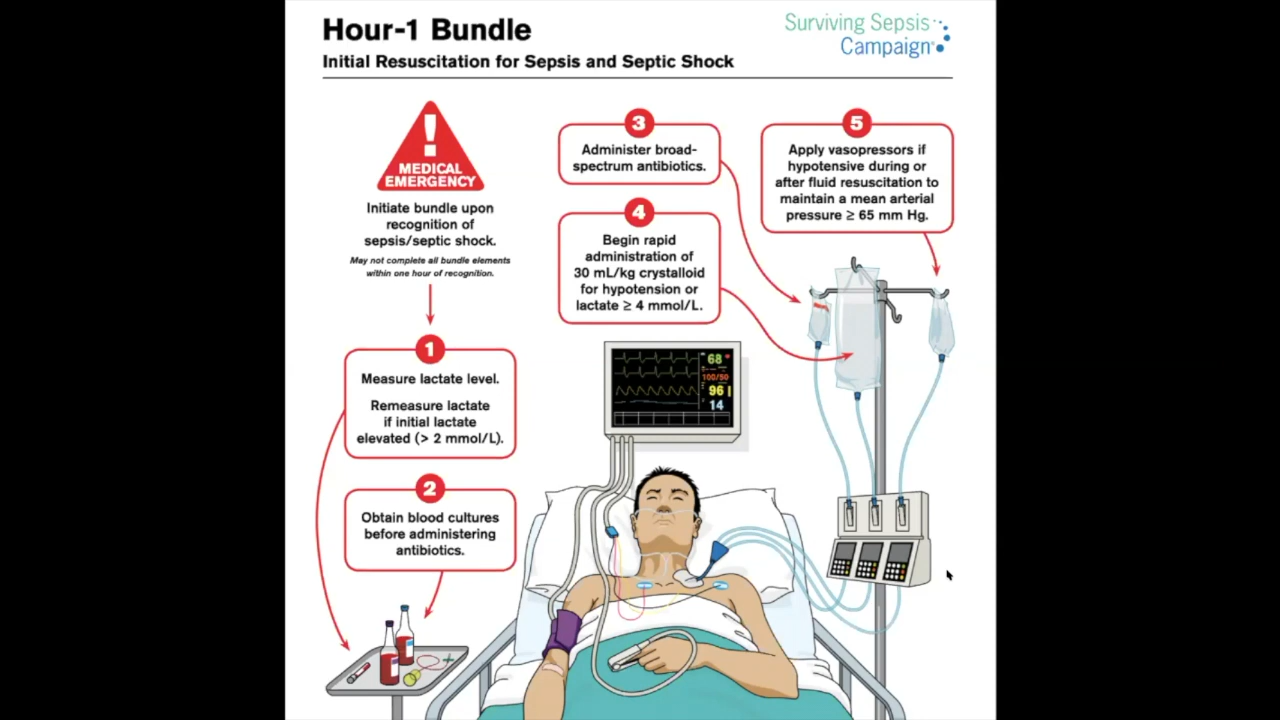 Hour-1 Bundle
Initial Resuscitation for Sepsis and Septic Shock
Surviving Sepsis
Campaign
!
MEDICAL
EMERGENCY
Initiate bundle upon
recognition of
sepsis/septic shock.
May not complete all bundle elements
within one hour of recognition.
1
Measure lactate level.
Remeasure lactate
if initial lactate
elevated (> 2 mmol/L).
2
Obtain blood cultures
before administering
antibiotics.
3
Administer broad-
spectrum antibiotics.
4
Begin rapid
administration of
30 mL/kg crystalloid
for hypotension or
lactate ≥ 4 mmol/L.
5
Apply vasopressors if
hypotensive during or
after fluid resuscitation to
maintain a mean arterial
pressure ≥ 65 mm Hg.
68
100/50
96
14